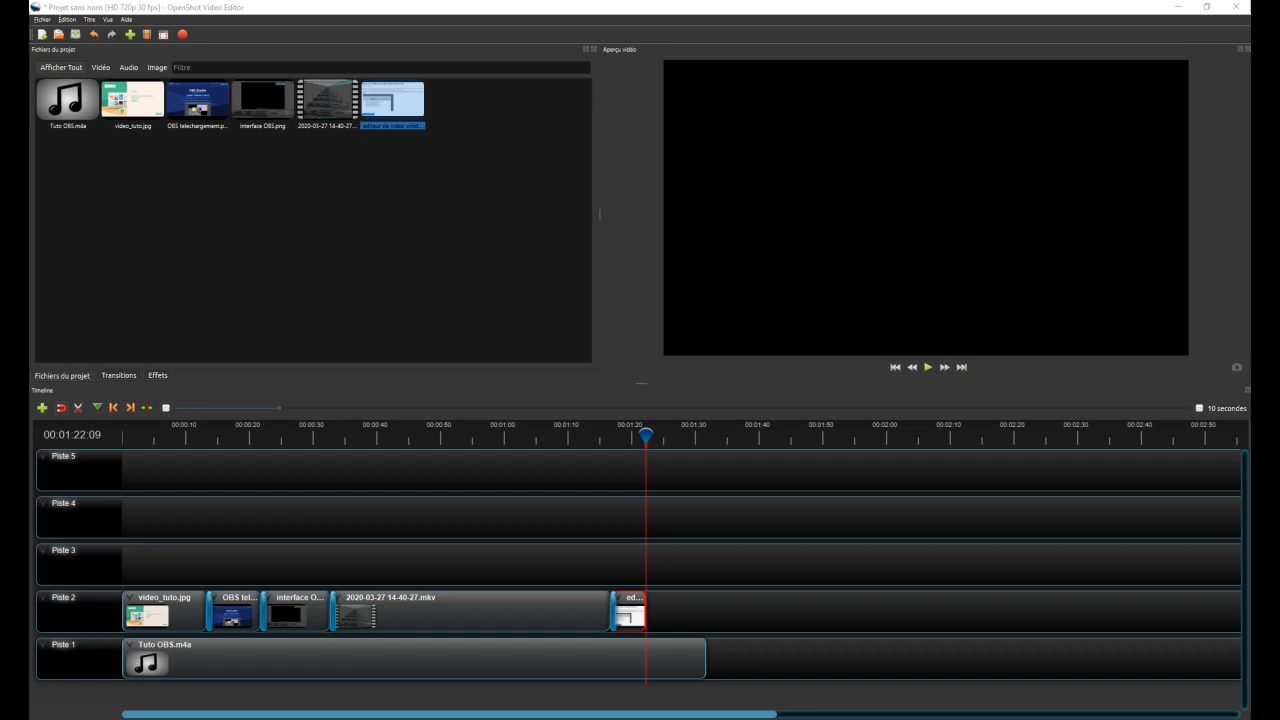 * Projet sans nom [HD 720p 30 fps] - OpenShot Video Editor
Fichier Édition Titre Vue Aide
Fichiers du projet
Aperçu vidéo
Afficher Tout Vidéo Audio Image Filtre
Tuto OBS.m4a video_tuto.jpg OBS telechargement.p... interface OBS.png 2020-03-27 14-40-27... editeur de video wind...
Fichiers du projet Transitions Effets
Timeline
10 secondes
00:01:22:09
00:00:10 00:00:20 00:00:30 00:00:40 00:00:50 00:01:00 00:01:10 00:01:20 00:01:30 00:01:40 00:01:50 00:02:00 00:02:10 00:02:20 00:02:30 00:02:40 00:02:50
Piste 5
Piste 4
Piste 3
Piste 2
video_tuto.jpg OBS tel... interface O... 2020-03-27 14-40-27.mkv ed...
Piste 1
Tuto OBS.m4a